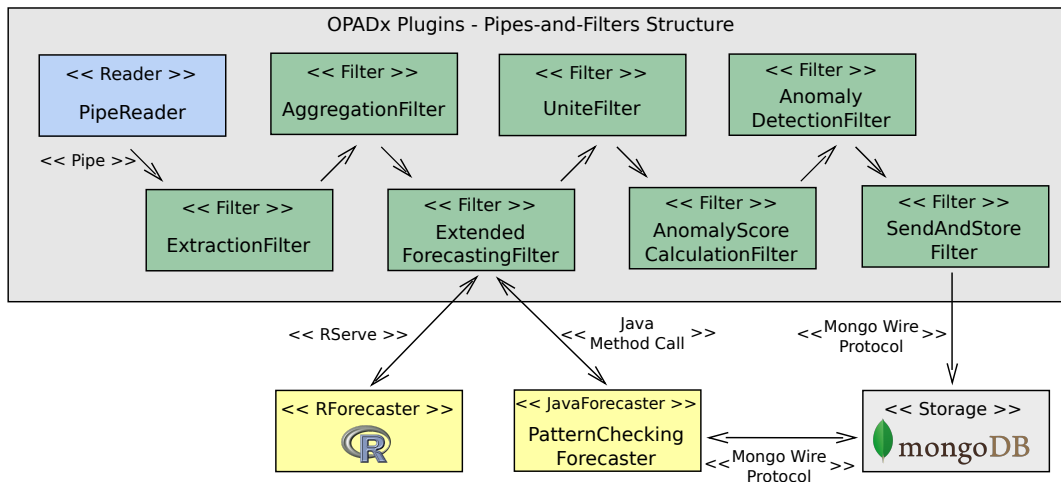 OPADx Plugins - Pipes-and-Filters Structure
<< Reader >>
PipeReader
<< Filter >>
AggregationFilter
<< Filter >>
UniteFilter
<< Filter >>
Anomaly
DetectionFilter
<< Pipe >>
<< Filter >>
ExtractionFilter
<< Filter >>
Extended
ForecastingFilter
<< Filter >>
AnomalyScore
CalculationFilter
<< Filter >>
SendAndStore
Filter
<< RServe >>
<< Java >>
Method Call
<< Mongo Wire >>
Protocol
<< RForecaster >>
R
<< JavaForecaster >>
PatternChecking
Forecaster
<< Mongo Wire >>
Protocol
<< Storage >>
mongoDB